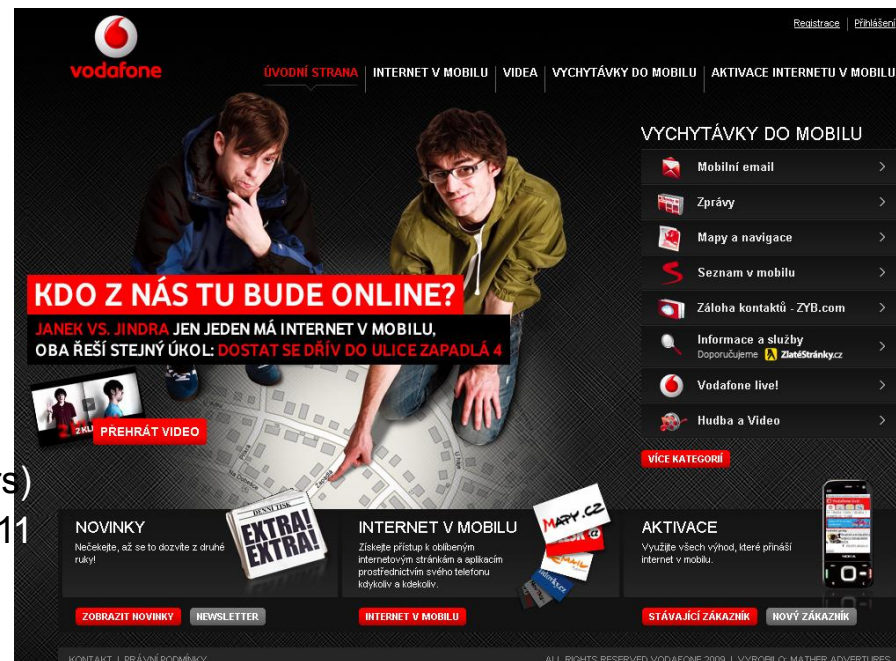 Registrace | Přihlášení
vodafone
ÚVODNÍ STRANA | INTERNET V MOBILU | VIDEA | VYCHYTÁVKY DO MOBILU | AKTIVACE INTERNETU V MOBILU
VYCHYTÁVKY DO MOBILU
Mobilní email
Zprávy
Mapy a navigace
Seznam v mobilu
Záloha kontaktů - ZYB.com
Informace a služby
Doporučujeme ZlatéStránky.cz
Vodafone live!
Hudba a Video
VÍCE KATEGORIÍ
KDO Z NÁS TU BUDE ONLINE?
JANEK VS. JINDRA JEN JEDEN MÁ INTERNET V MOBILU,
OBA ŘEŠÍ STEJNÝ ÚKOL: DOSTAT SE DŘÍV DO ULICE ZAPADLÁ 4
PŘEHRÁT VIDEO
Zapadlá
rs)
11
NOVINKY
Nečekejte, až se to dozvíte z druhé
ruky!
DENNÍ TISK
EXTRA!
EXTRA!
ZOBRAZIT NOVINKY
NEWSLETTER
INTERNET V MOBILU
Získejte přístup k oblíbeným
internetovým stránkám a aplikacím
prostřednictvím svého telefonu
kdykoliv a kdekoliv.
MAPY.CZ
INTERNET V MOBILU
AKTIVACE
Využijte všech výhod, které přináší
internet v mobilu.
STÁVAJÍCÍ ZÁKAZNÍK
NOVÝ ZÁKAZNÍK
KONTAKT | PRÁVNÍ PODMÍNKY
ALL RIGHTS RESERVED VODAFONE 2009 | VYROBILO: MATHER ADVERTURES